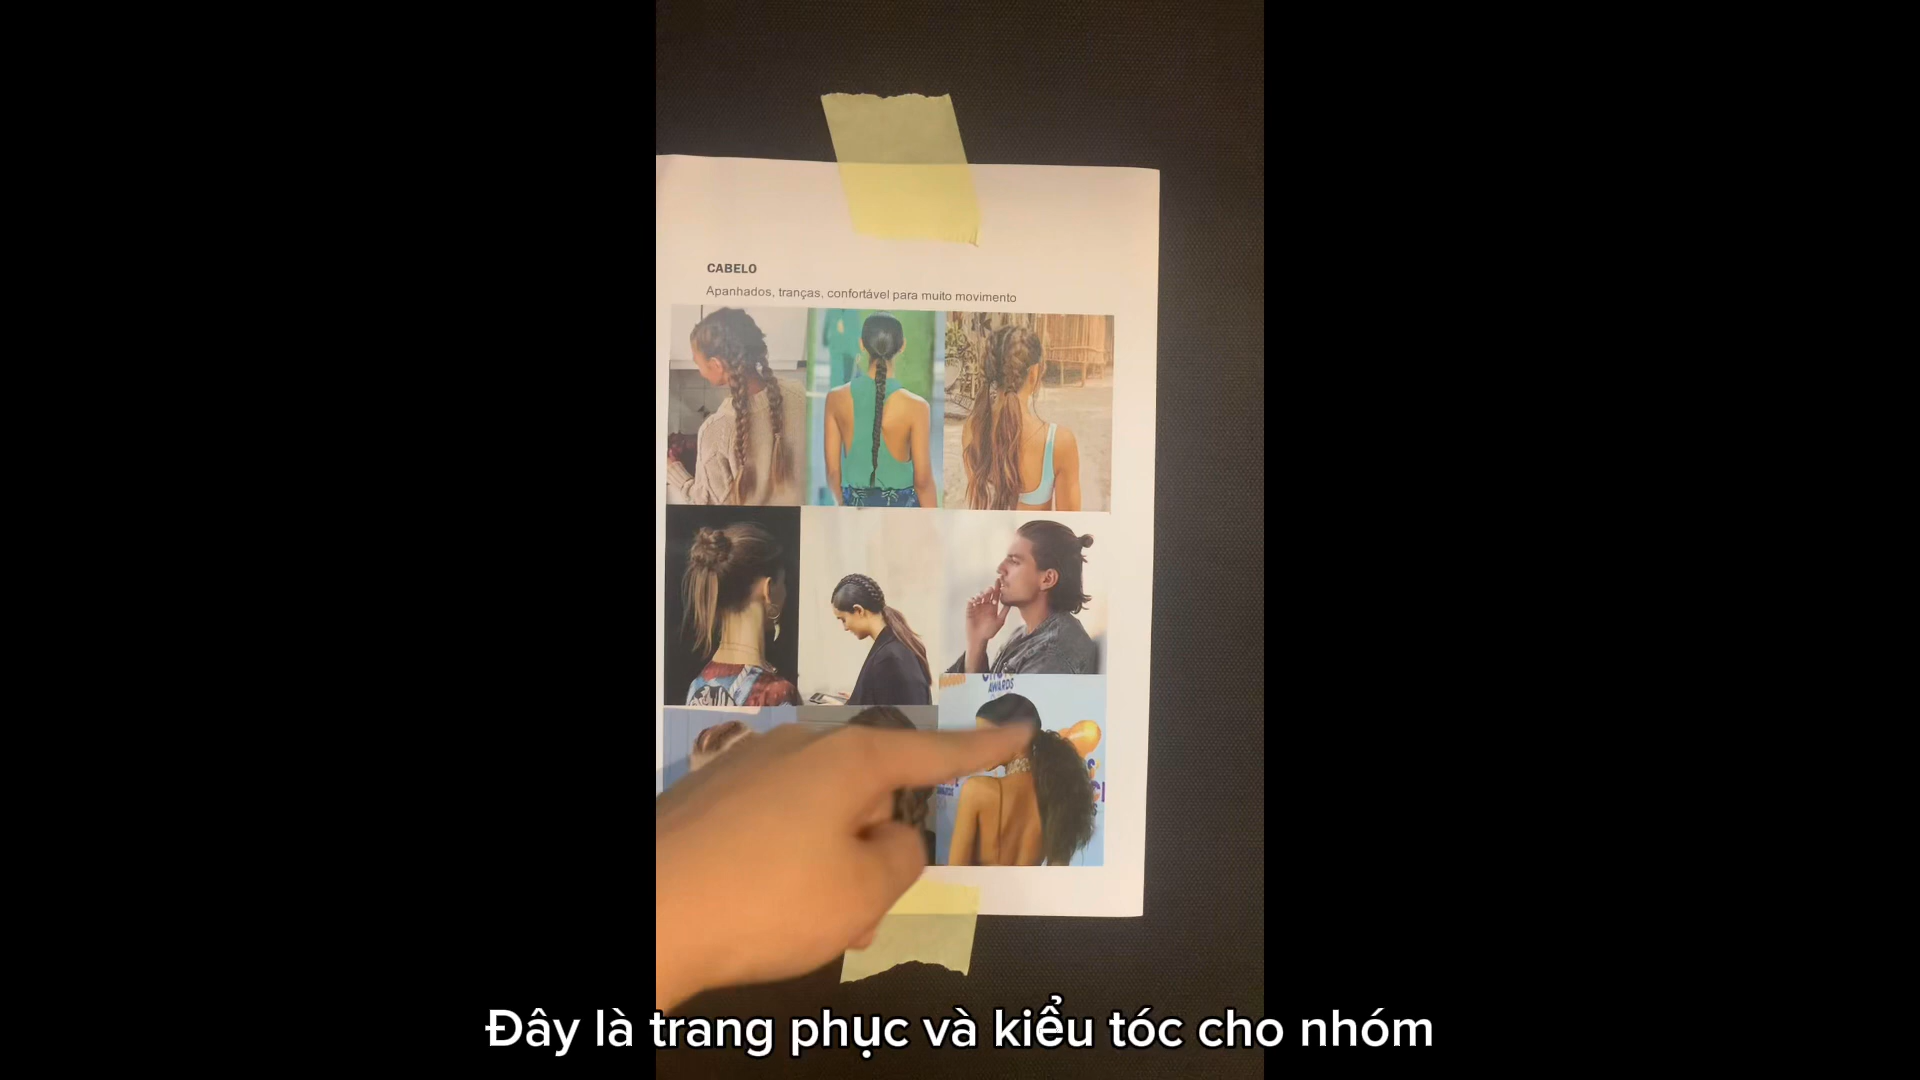 CABELO
Apanhados, tranças, confortável para muito movimento
AWARDS
Đây là trang phục và kiểu tóc cho nhóm